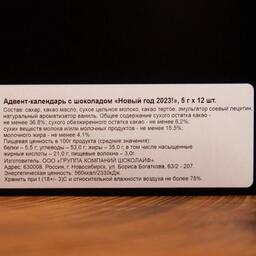 Адвент-календарь с шоколадом «Новый год 2023!», 5 г х 12 шт.
Состав: сахар, какао масло, сухое цельное молоко, какао тертое, эмульгатор соевый лецитин,
натуральный ароматизатор ваниль. Общее содержание сухого остатка какао -
не менее 36,8%; сухого обезжиренного остатка какао - не менее 6,2%,
сухих веществ молока и/или молочных продуктов - не менее 15,5%;
молочного жира - не менее 4,1%.
Пищевая ценность в 100г продукта (средние значения):
белки – 5,5 г; углеводы – 53,0 г; жиры – 35,0 г, в том числе насыщенные
жирные кислоты – 21,0 г; пищевые волокна – 3,0г.
Изготовитель: ООО «ГРУППА КОМПАНИЙ ШОКОЛАЙФ»
Адрес: 630008, Россия, г. Новосибирск, ул. Бориса Богаткова, 63/2 - 207.
Энергетическая ценность: 560ккал/2330кДж.
Хранить при t (18+/- 3)С и относительной влажности воздуха не более 75%.